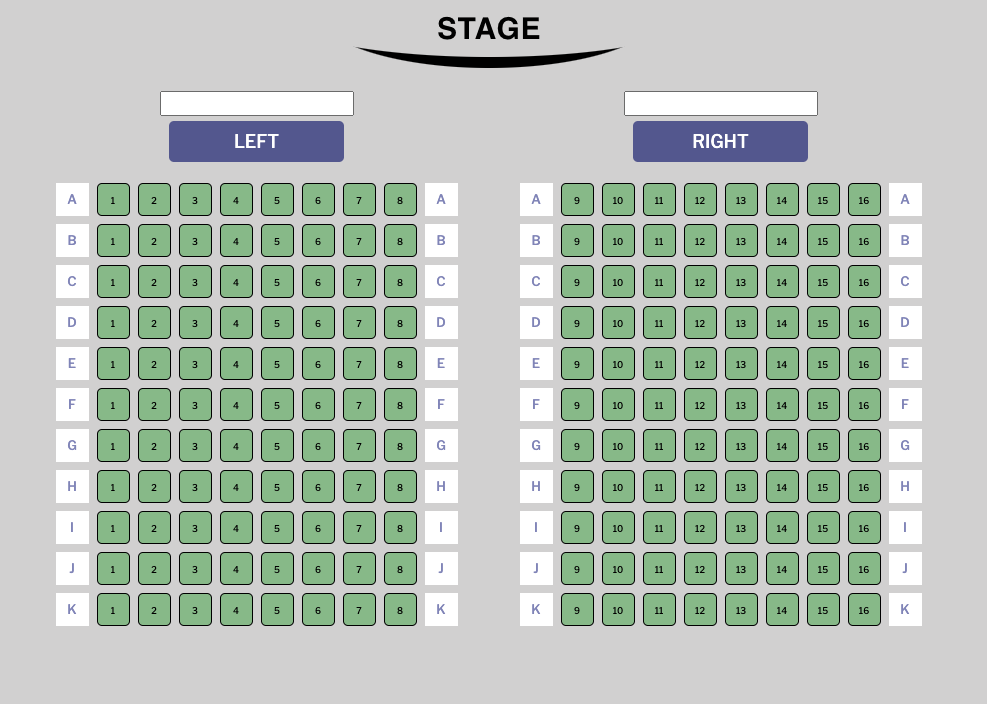 STAGE
LEFT RIGHT
A 1 2 3 4 5 6 7 8 A A 9 10 11 12 13 14 15 16 A
B 1 2 3 4 5 6 7 8 B B 9 10 11 12 13 14 15 16 B
C 1 2 3 4 5 6 7 8 C C 9 10 11 12 13 14 15 16 C
D 1 2 3 4 5 6 7 8 D D 9 10 11 12 13 14 15 16 D
E 1 2 3 4 5 6 7 8 E E 9 10 11 12 13 14 15 16 E
F 1 2 3 4 5 6 7 8 F F 9 10 11 12 13 14 15 16 F
G 1 2 3 4 5 6 7 8 G G 9 10 11 12 13 14 15 16 G
H 1 2 3 4 5 6 7 8 H H 9 10 11 12 13 14 15 16 H
I 1 2 3 4 5 6 7 8 I I 9 10 11 12 13 14 15 16 I
J 1 2 3 4 5 6 7 8 J J 9 10 11 12 13 14 15 16 J
K 1 2 3 4 5 6 7 8 K K 9 10 11 12 13 14 15 16 K